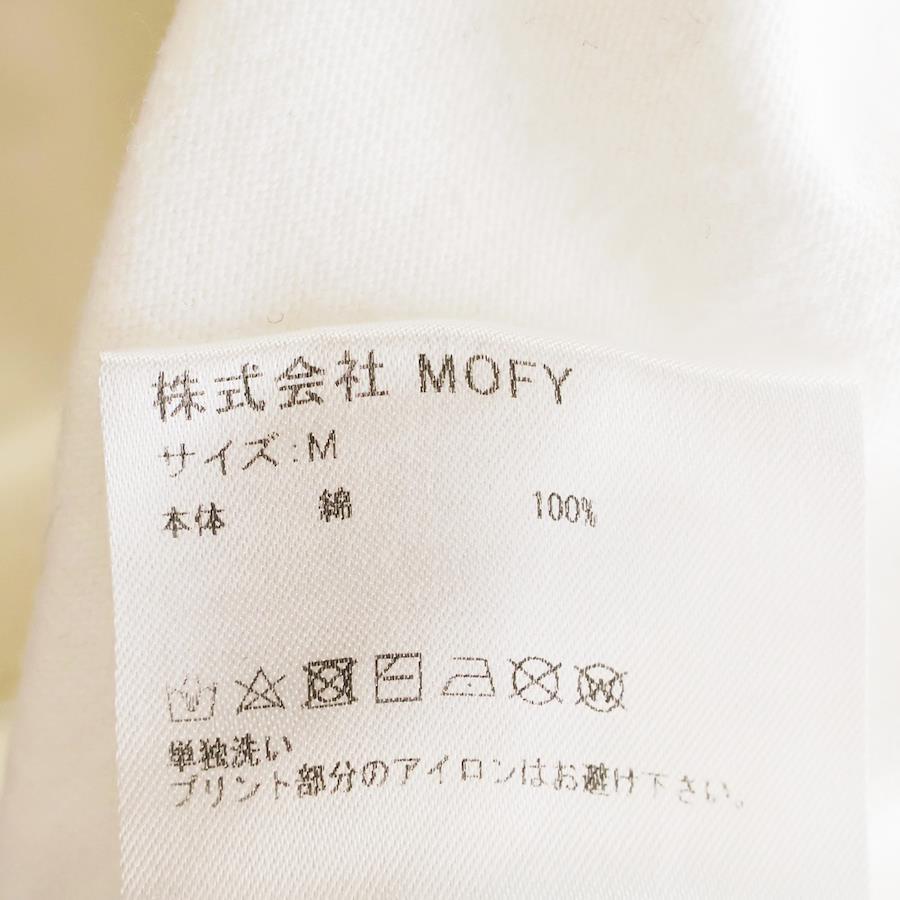 株式会社 MOFY
サイズ:M
本体 綿 100%
単独洗い
プリント部分のアイロンはお避け下さい。